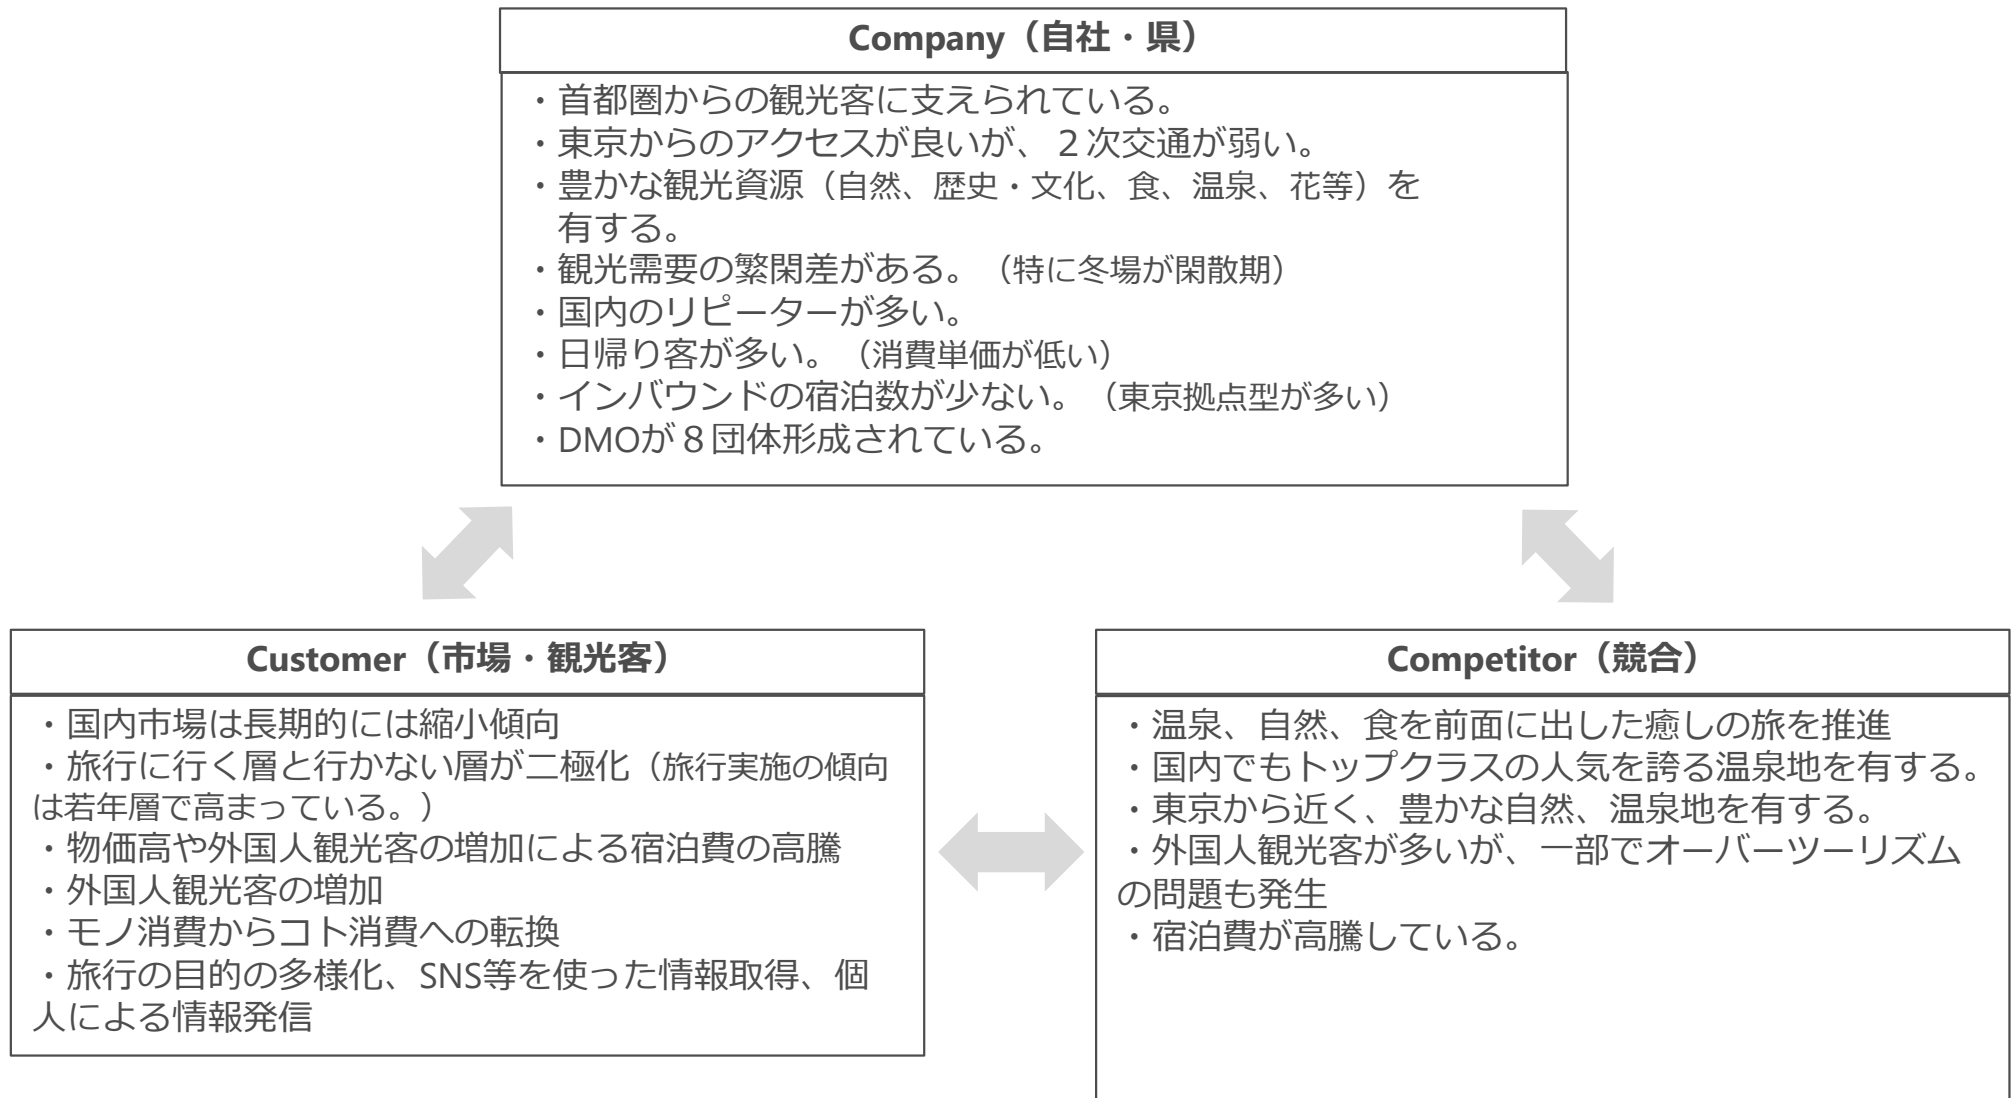 Company（自社・県）
・首都圏からの観光客に支えられている。
・東京からのアクセスが良いが、２次交通が弱い。
・豊かな観光資源（自然、歴史・文化、食、温泉、花等）を
有する。
・観光需要の繁閑差がある。（特に冬場が閑散期）
・国内のリピーターが多い。
・日帰り客が多い。（消費単価が低い）
・インバウンドの宿泊数が少ない。（東京拠点型が多い）
・DMOが８団体形成されている。
Customer（市場・観光客）
・国内市場は長期的には縮小傾向
・旅行に行く層と行かない層が二極化（旅行実施の傾向
は若年層で高まっている。）
・物価高や外国人観光客の増加による宿泊費の高騰
・外国人観光客の増加
・モノ消費からコト消費への転換
・旅行の目的の多様化、SNS等を使った情報取得、個
人による情報発信
Competitor（競合）
・温泉、自然、食を前面に出した癒しの旅を推進
・国内でもトップクラスの人気を誇る温泉地を有する。
・東京から近く、豊かな自然、温泉地を有する。
・外国人観光客が多いが、一部でオーバーツーリズム
の問題も発生
・宿泊費が高騰している。